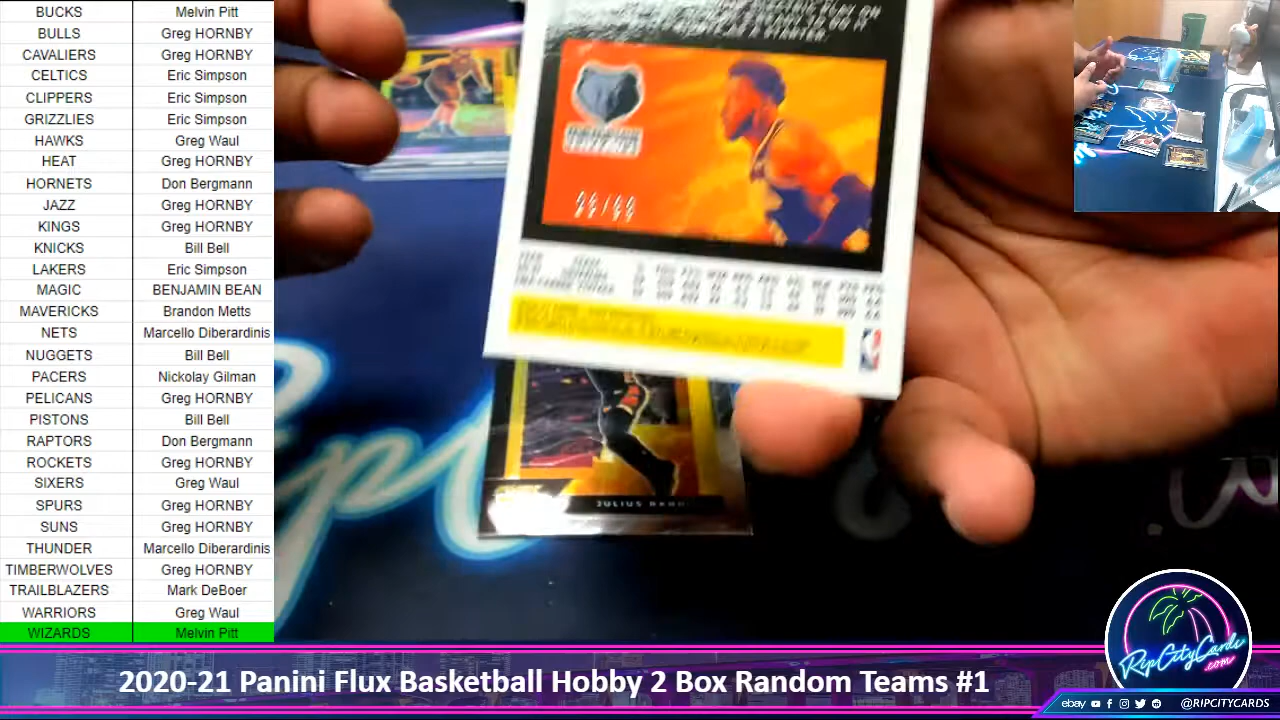 BUCKS Melvin Pitt
BULLS Greg HORNBY
CAVALIERS Greg HORNBY
CELTICS Eric Simpson
CLIPPERS Eric Simpson
GRIZZLIES Eric Simpson
HAWKS Greg Waul
HEAT Greg HORNBY
HORNETS Don Bergmann
JAZZ Greg HORNBY
KINGS Greg HORNBY
KNICKS Bill Bell
LAKERS Eric Simpson
MAGIC BENJAMIN BEAN
MAVERICKS Brandon Metts
NETS Marcello Diberardinis
NUGGETS Bill Bell
PACERS Nickolay Gilman
PELICANS Greg HORNBY
PISTONS Bill Bell
RAPTORS Don Bergmann
ROCKETS Greg HORNBY
SIXERS Greg Waul
SPURS Greg HORNBY
SUNS Greg HORNBY
THUNDER Marcello Diberardinis
TIMBERWOLVES Greg HORNBY
TRAILBLAZERS Mark DeBoer
WARRIORS Greg Waul
WIZARDS Melvin Pitt
JULIUS
RipCityCards
.com
2020-21 Panini Flux Basketball Hobby 2 Box Random Teams #1
ebay @RIPCITYCARDS